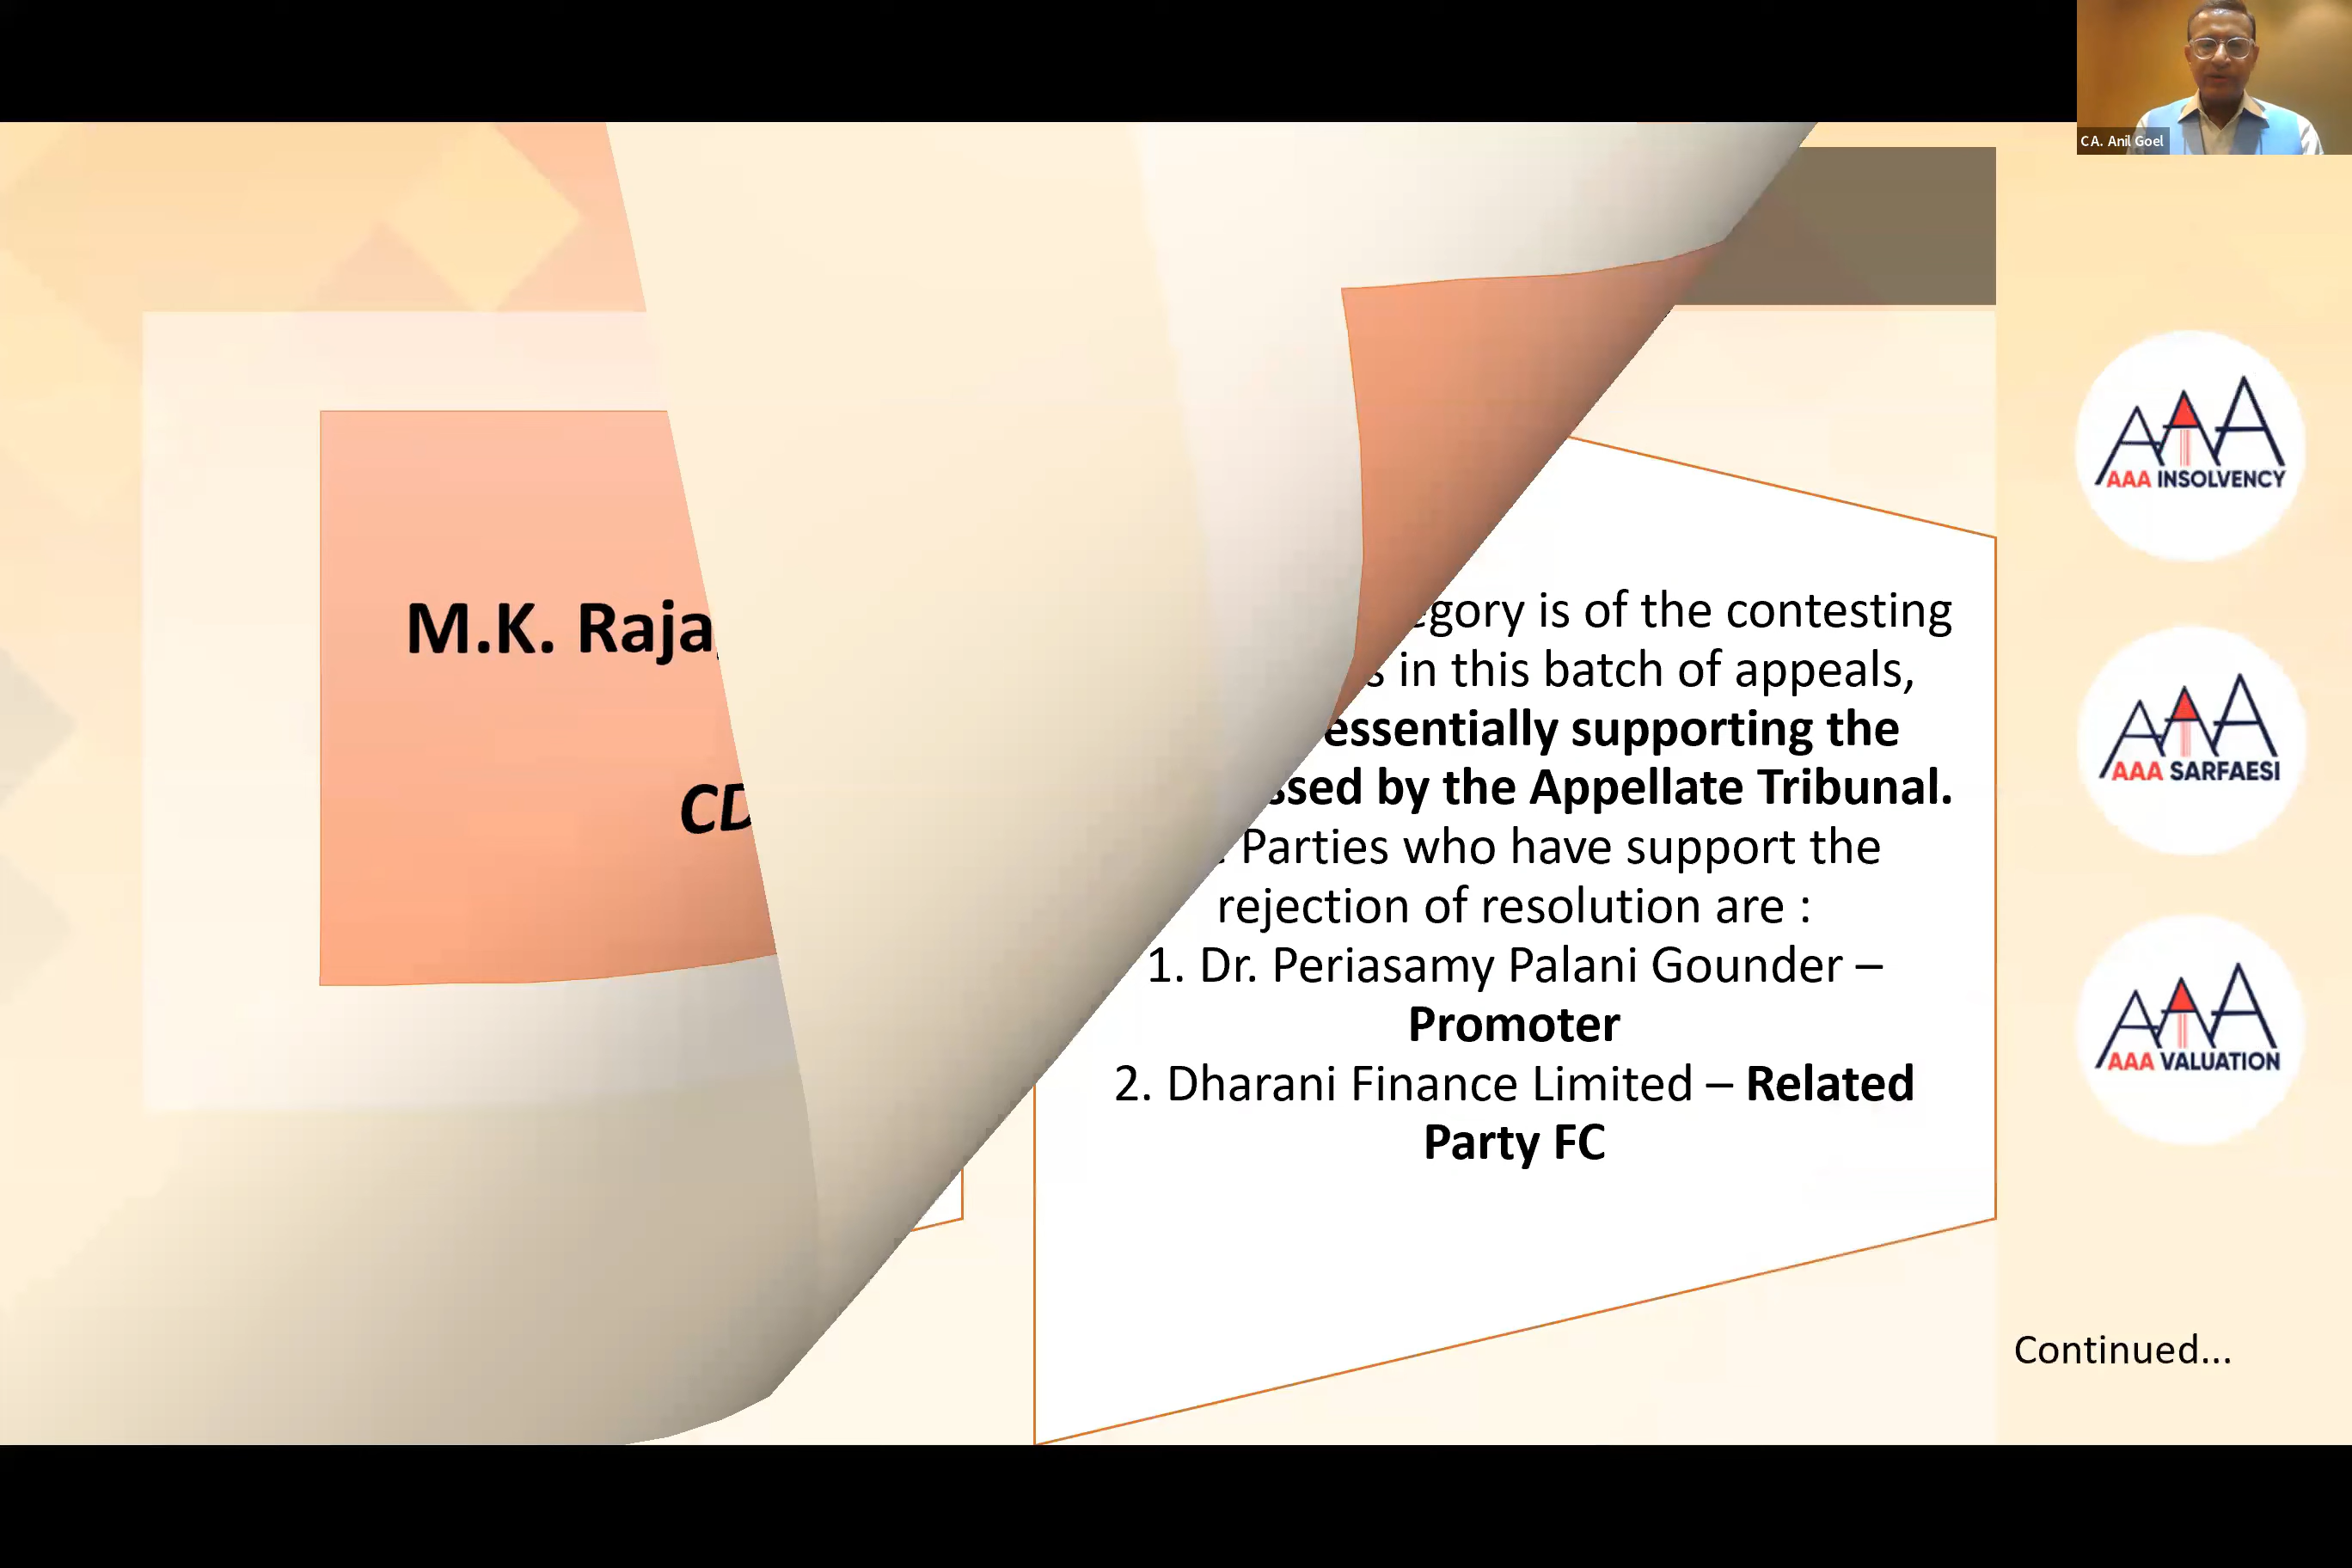 CA. Anil Goel
M.K. Raja
CD
is of the contesting
in this batch of appeals,
essentially supporting the
by the Appellate Tribunal.
Parties who have support the
rejection of resolution are :
1. Dr. Periasamy Palani Gounder –
Promoter
2. Dharani Finance Limited – Related
Party FC
AAA INSOLVENCY
AAA SARFAESI
AAA VALUATION
Continued...